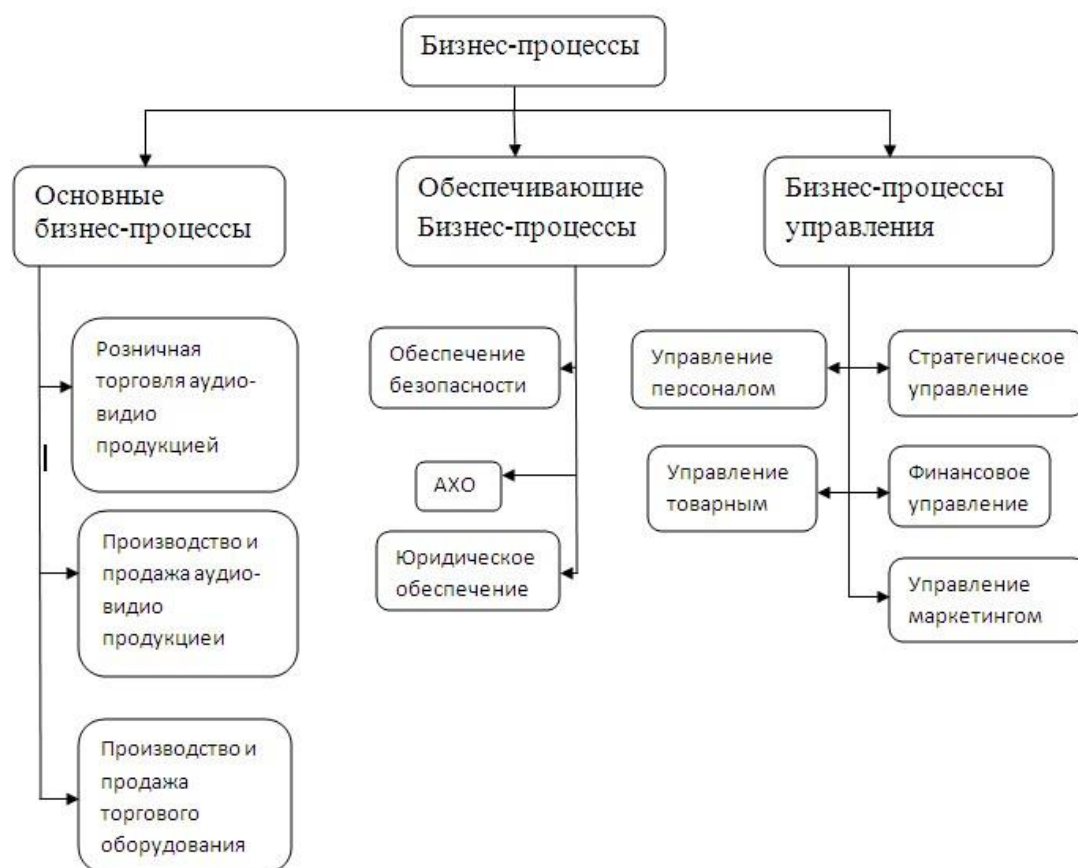 Бизнес-процессы
Основные
бизнес-процессы
Розничная
торговля аудио-
видио
продукцией
Производство и
продажа аудио-
видио
продукциеи
Производство и
продажа
торгового
оборудования
Обеспечивающие
Бизнес-процессы
Обеспечение
безопасности
АХО
Юридическое
обеспечение
Бизнес-процессы
управления
Управление
персоналом
Стратегическое
управление
Управление
товарным
Финансовое
управление
Управление
маркетингом